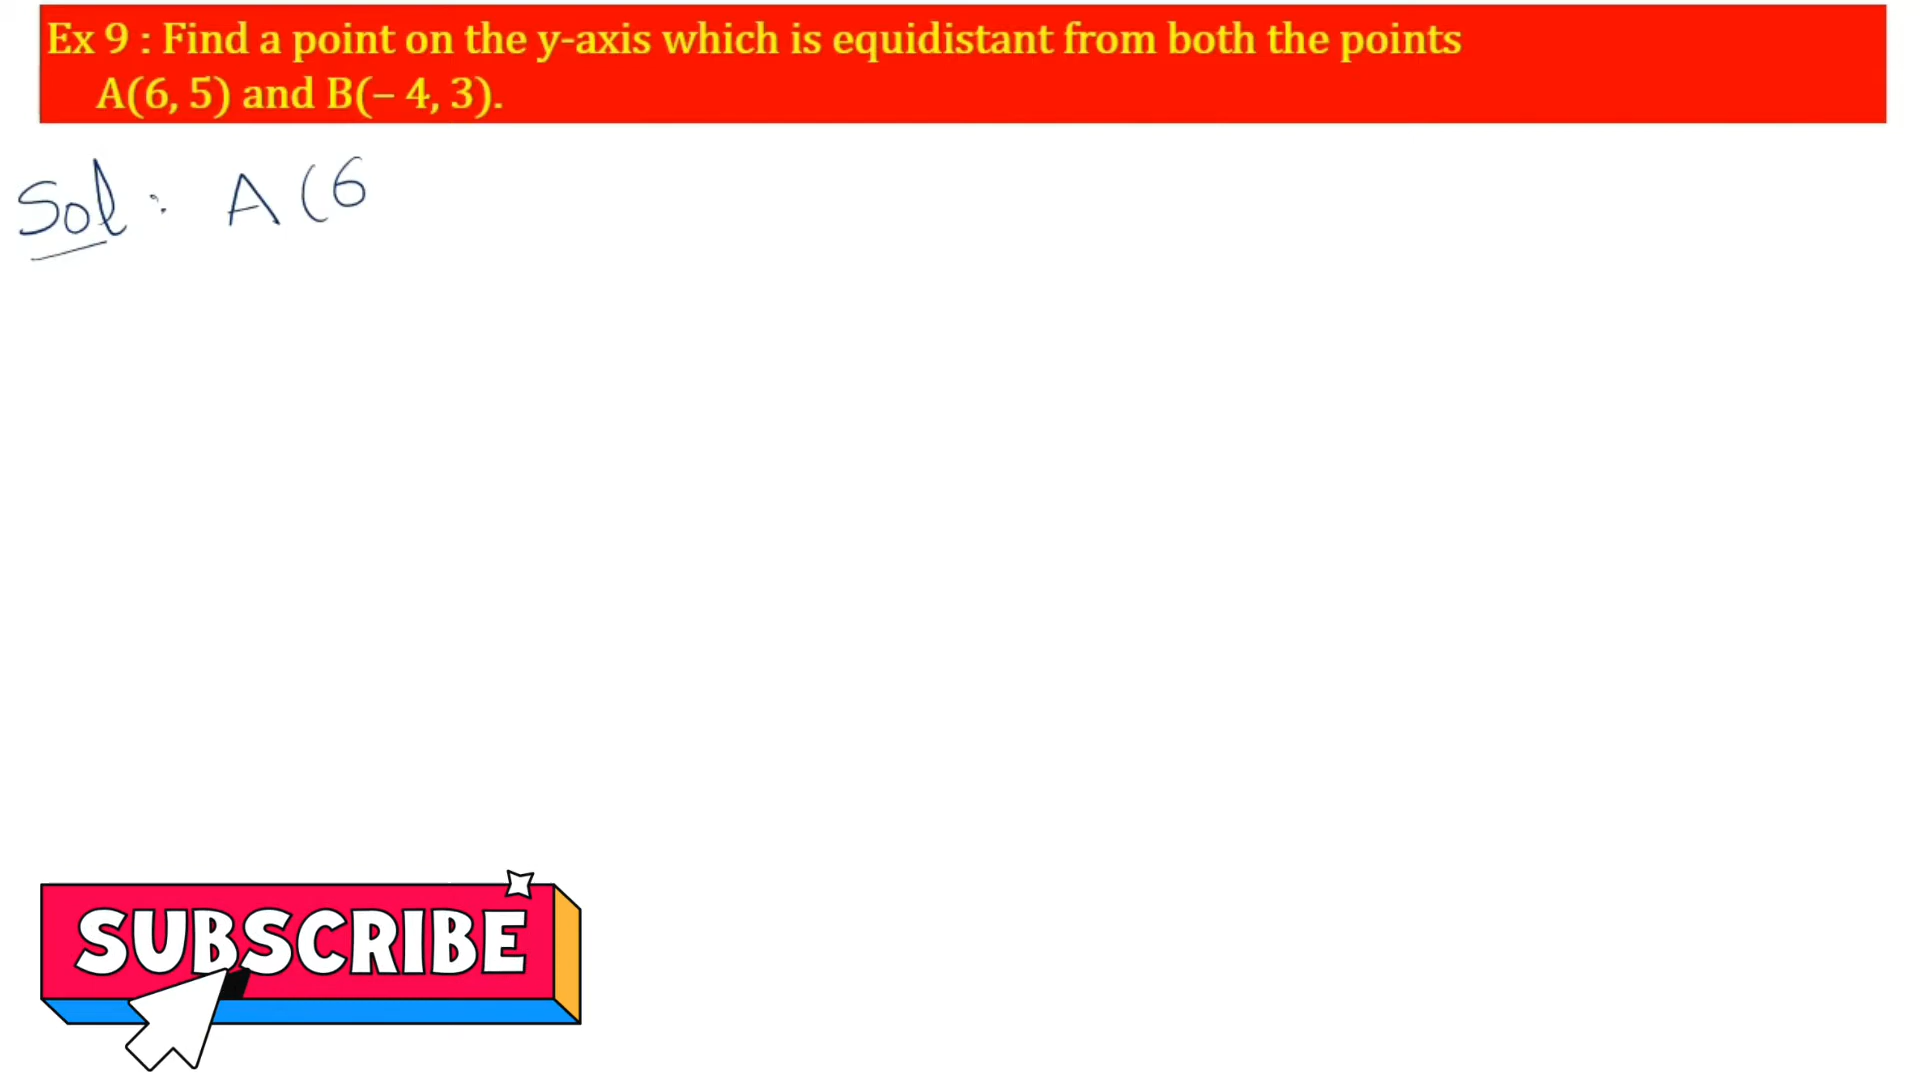 Ex 9 : Find a point on the y-axis which is equidistant from both the points
A(6, 5) and B(– 4, 3).
Sol : A (6
SUBSCRIBE